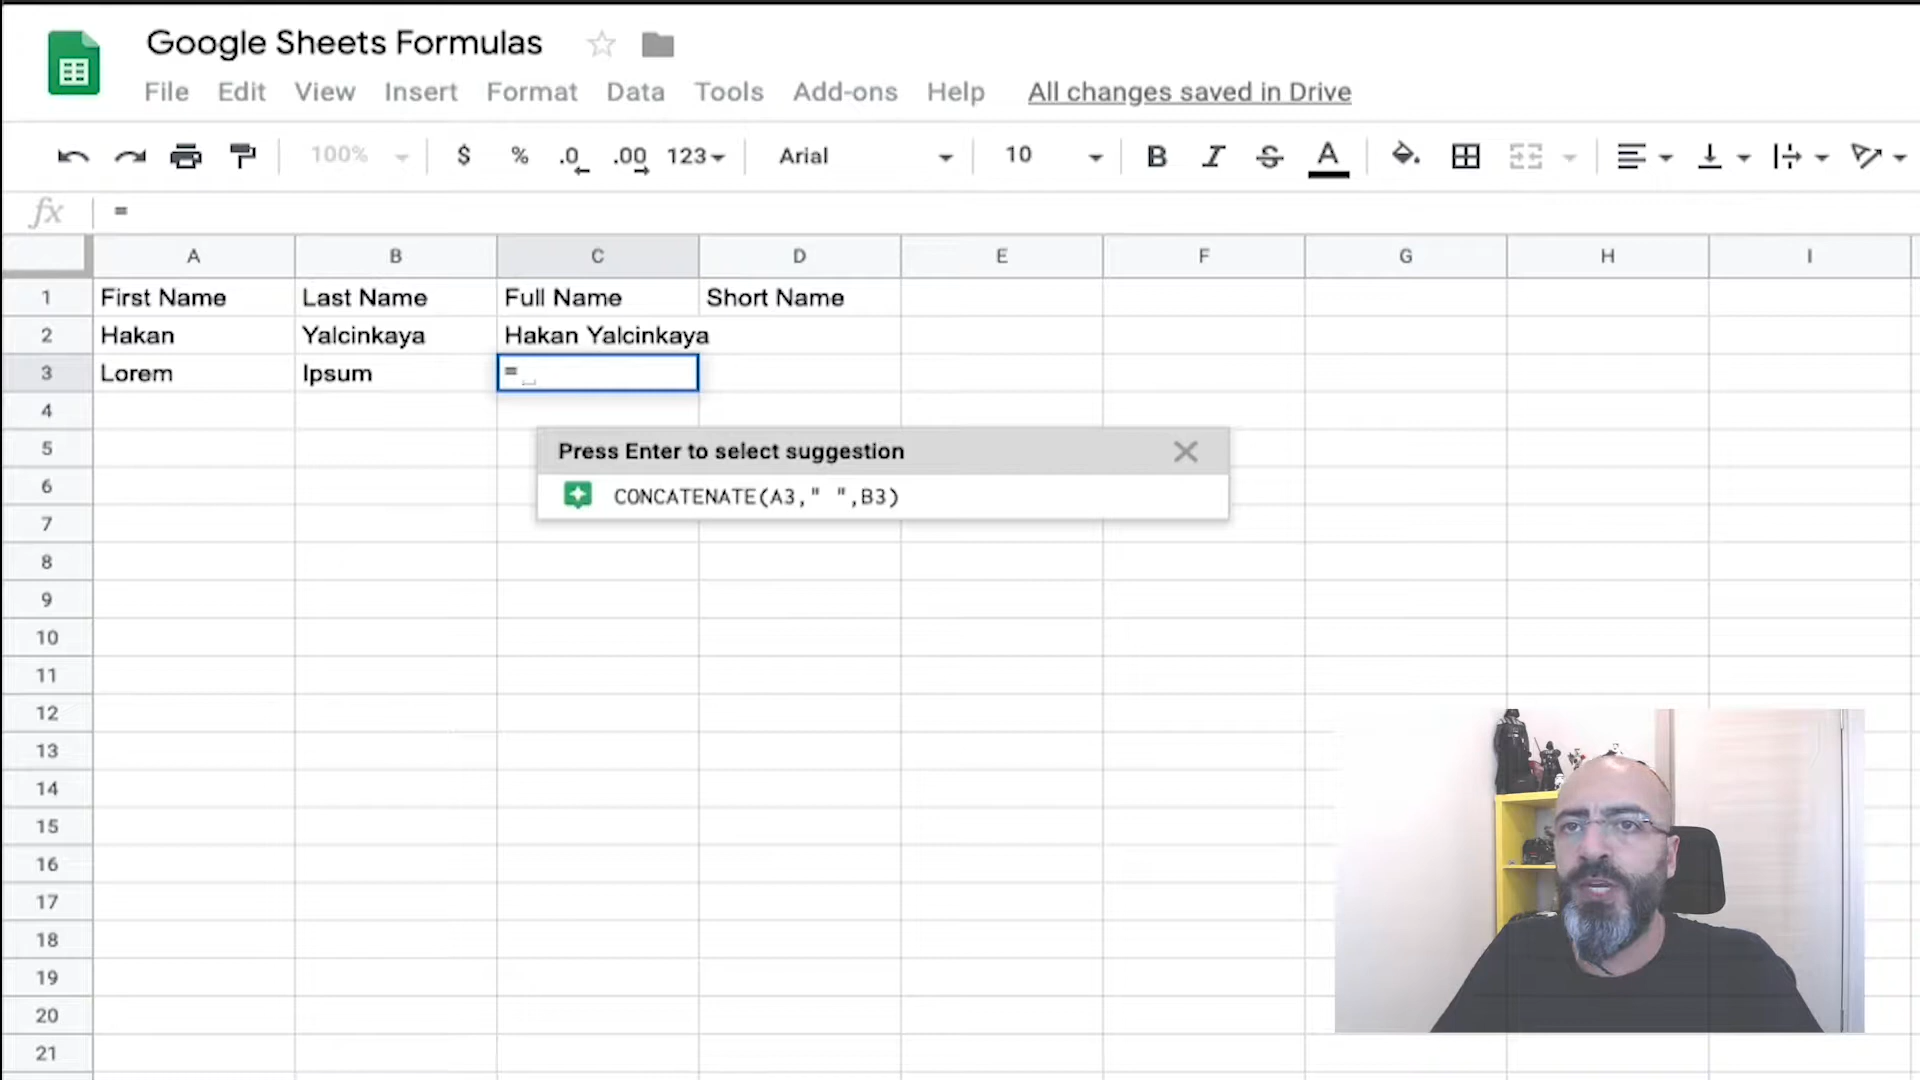 Google Sheets Formulas
File Edit View Insert Format Data Tools Add-ons Help All changes saved in Drive
100% $ % .0 .00 123 Arial 10 B I S A
fx =
A B C D E F G H I
1 First Name Last Name Full Name Short Name
2 Hakan Yalcinkaya Hakan Yalcinkaya
3 Lorem Ipsum =
4
5
Press Enter to select suggestion
6
CONCATENATE(A3," ",B3)
7
8
9
10
11
12
13
14
15
16
17
18
19
20
21